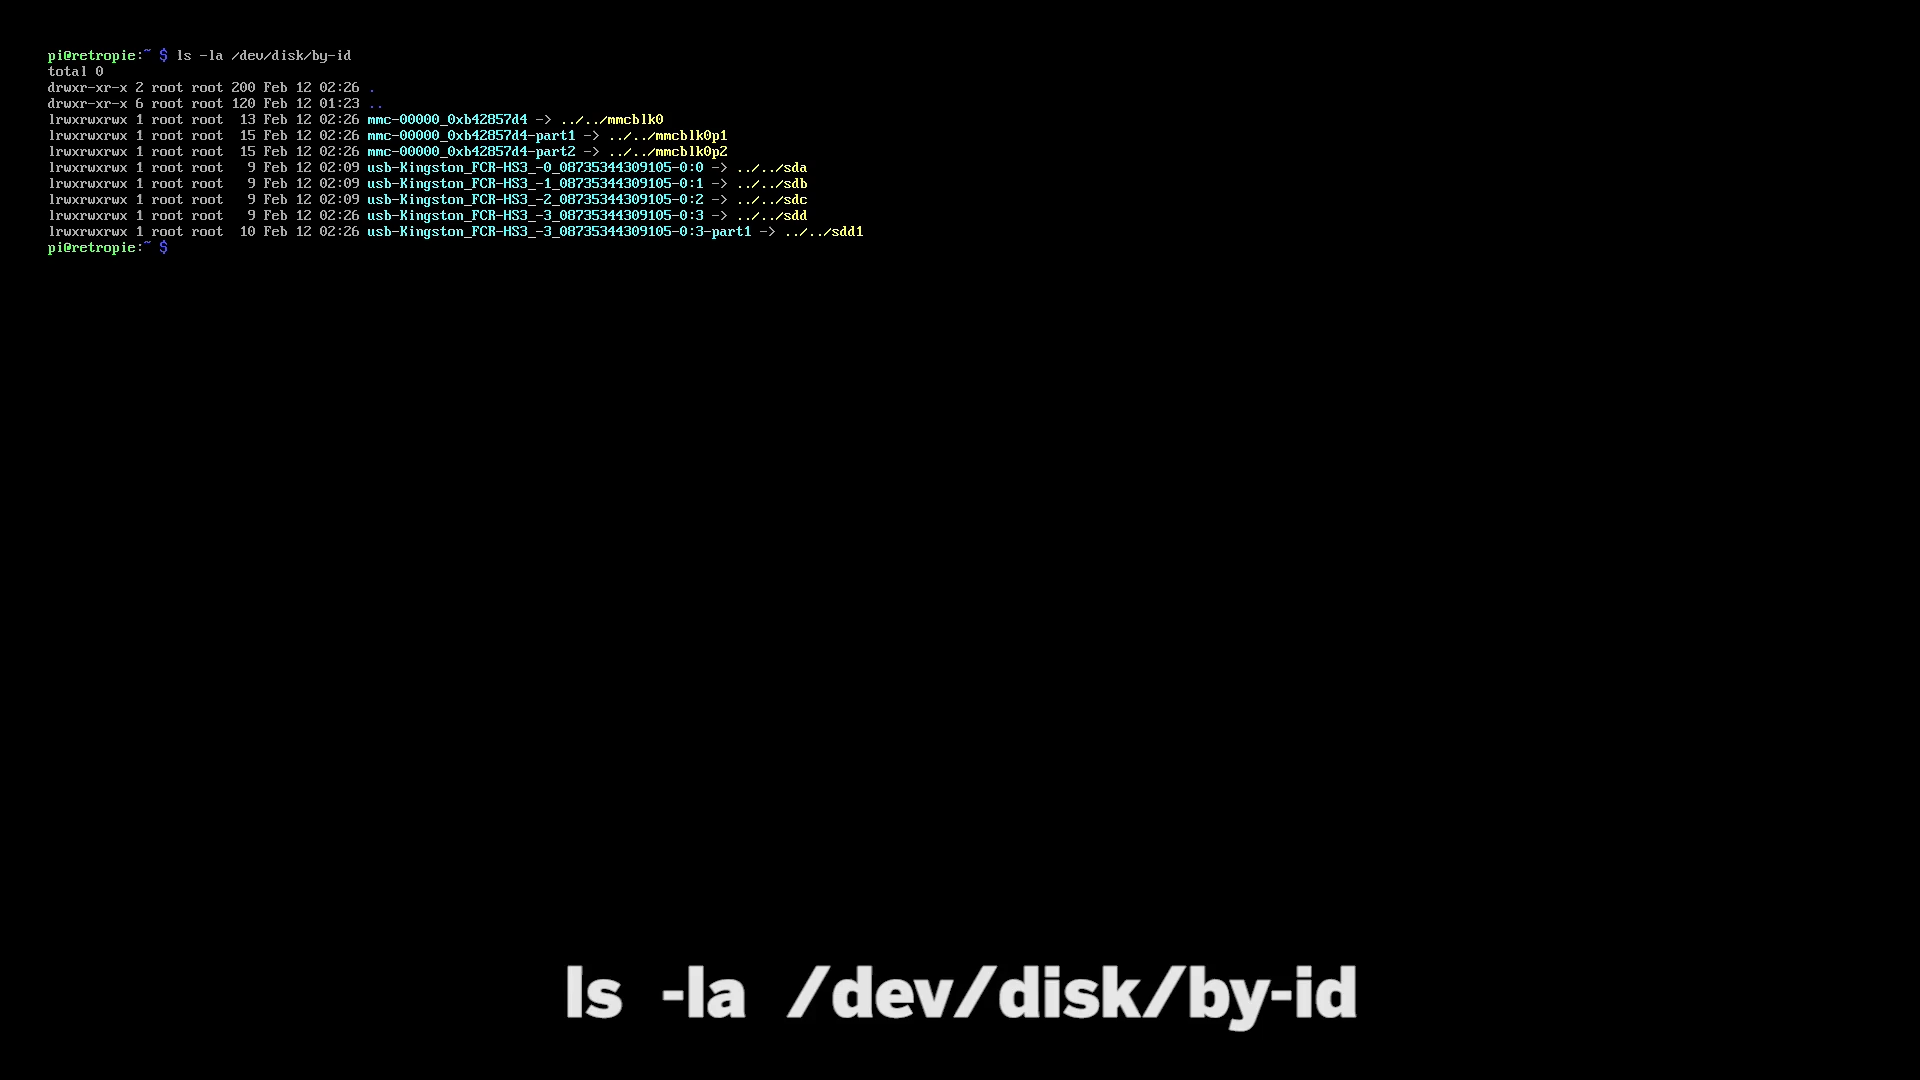 pi@retropie:~ $ ls -la /dev/disk/by-id
total 0
drwxr-xr-x 2 root root 200 Feb 12 02:26 .
drwxr-xr-x 6 root root 120 Feb 12 01:23 ..
lrwxrwxrwx 1 root root  13 Feb 12 02:26 mmc-00000_0xb42857d4 -> ../../mmcblk0
lrwxrwxrwx 1 root root  15 Feb 12 02:26 mmc-00000_0xb42857d4-part1 -> ../../mmcblk0p1
lrwxrwxrwx 1 root root  15 Feb 12 02:26 mmc-00000_0xb42857d4-part2 -> ../../mmcblk0p2
lrwxrwxrwx 1 root root   9 Feb 12 02:09 usb-Kingston_FCR-HS3_-0_08735344309105-0:0 -> ../../sda
lrwxrwxrwx 1 root root   9 Feb 12 02:09 usb-Kingston_FCR-HS3_-1_08735344309105-0:1 -> ../../sdb
lrwxrwxrwx 1 root root   9 Feb 12 02:09 usb-Kingston_FCR-HS3_-2_08735344309105-0:2 -> ../../sdc
lrwxrwxrwx 1 root root   9 Feb 12 02:26 usb-Kingston_FCR-HS3_-3_08735344309105-0:3 -> ../../sdd
lrwxrwxrwx 1 root root  10 Feb 12 02:26 usb-Kingston_FCR-HS3_-3_08735344309105-0:3-part1 -> ../../sdd1
pi@retropie:~ $
ls -la /dev/disk/by-id